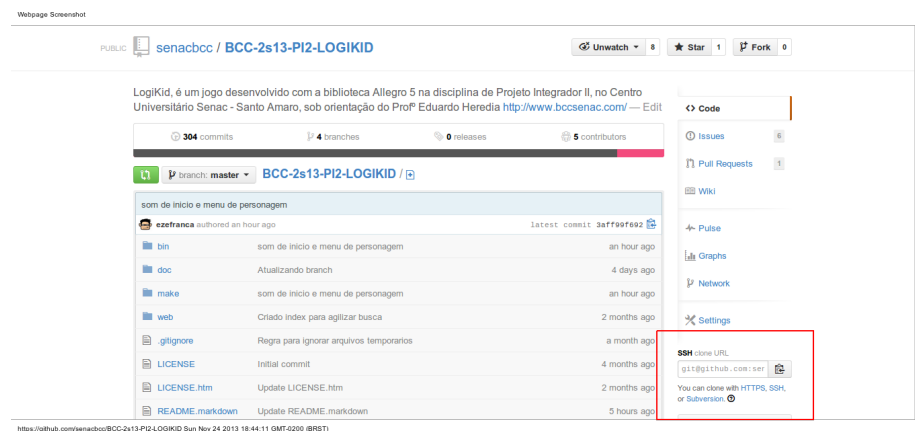 Webpage Screenshot
PUBLIC senacbcc / BCC-2s13-PI2-LOGIKID Unwatch 8 Star 1 Fork 0
LogiKid, é um jogo desenvolvido com a biblioteca Allegro 5 na disciplina de Projeto Integrador II, no Centro
Universitário Senac - Santo Amaro, sob orientação do Profº Eduardo Heredia http://www.bccsenac.com/ — Edit
304 commits 4 branches 0 releases 5 contributors
branch: master BCC-2s13-PI2-LOGIKID /
som de inicio e menu de personagem
ezefranca authored an hour ago latest commit 3aff99f692
bin som de inicio e menu de personagem an hour ago
doc Atualizando branch 4 days ago
make som de inicio e menu de personagem an hour ago
web Criado index para agilizar busca 2 months ago
.gitignore Regra para ignorar arquivos temporarios a month ago
LICENSE Initial commit 4 months ago
LICENSE.htm Update LICENSE.htm 2 months ago
README.markdown Update README.markdown 5 hours ago
Code
Issues 6
Pull Requests 1
Wiki
Pulse
Graphs
Network
Settings
SSH clone URL
git@github.com:ser
You can clone with HTTPS, SSH,
or Subversion.
https://github.com/senacbcc/BCC-2s13-PI2-LOGIKID Sun Nov 24 2013 18:44:11 GMT-0200 (BRST)